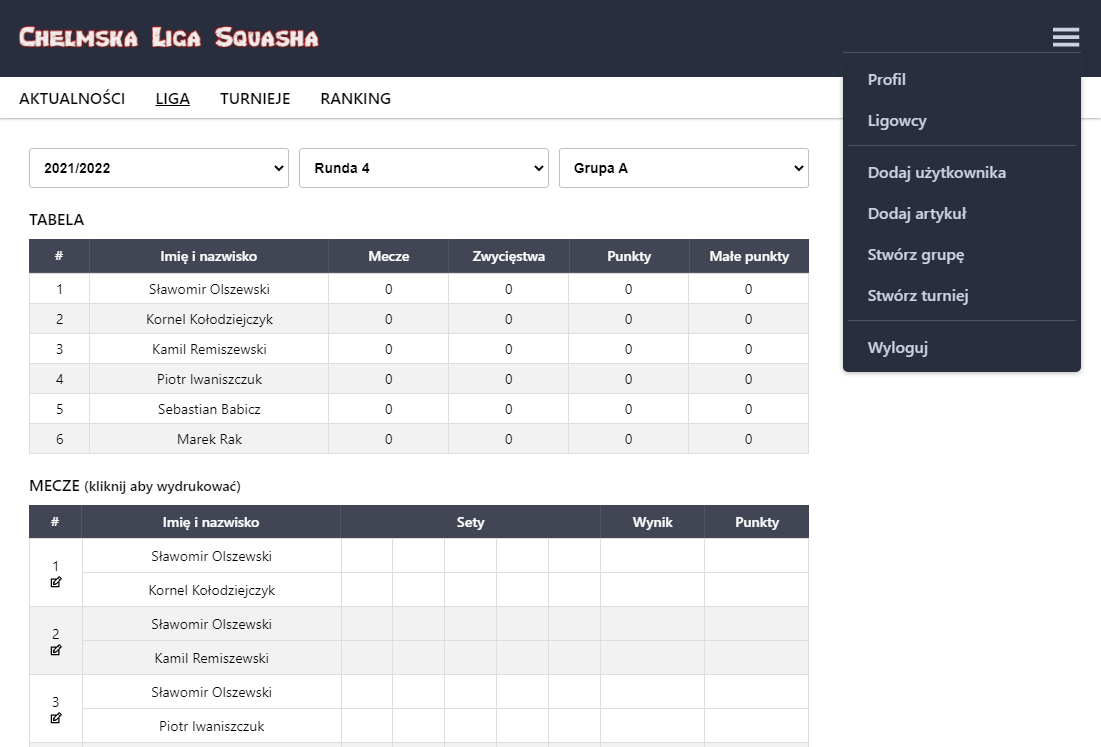 Chelmska Liga Squasha
AKTUALNOŚCI LIGA TURNIEJE RANKING
Profil
Ligowcy
Dodaj użytkownika
Dodaj artykuł
Stwórz grupę
Stwórz turniej
Wyloguj
2021/2022 Runda 4 Grupa A
TABELA
# Imię i nazwisko Mecze Zwycięstwa Punkty Małe punkty
1 Sławomir Olszewski 0 0 0 0
2 Kornel Kołodziejczyk 0 0 0 0
3 Kamil Remiszewski 0 0 0 0
4 Piotr Iwaniszczuk 0 0 0 0
5 Sebastian Babicz 0 0 0 0
6 Marek Rak 0 0 0 0
MECZE (kliknij aby wydrukować)
# Imię i nazwisko Sety Wynik Punkty
1
Sławomir Olszewski
Kornel Kołodziejczyk
2
Sławomir Olszewski
Kamil Remiszewski
3
Sławomir Olszewski
Piotr Iwaniszczuk